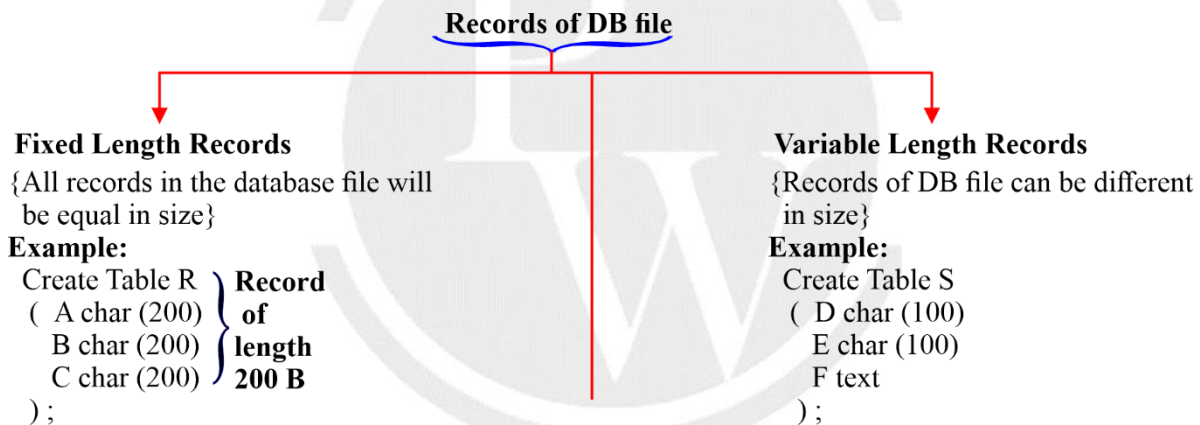 Records of DB file
Fixed Length Records
{All records in the database file will
be equal in size}
Example:
Create Table R
( A char (200)
B char (200)
C char (200)
) ;
Record
of
length
200 B
Variable Length Records
{Records of DB file can be different
in size}
Example:
Create Table S
( D char (100)
E char (100)
F text
) ;
PW